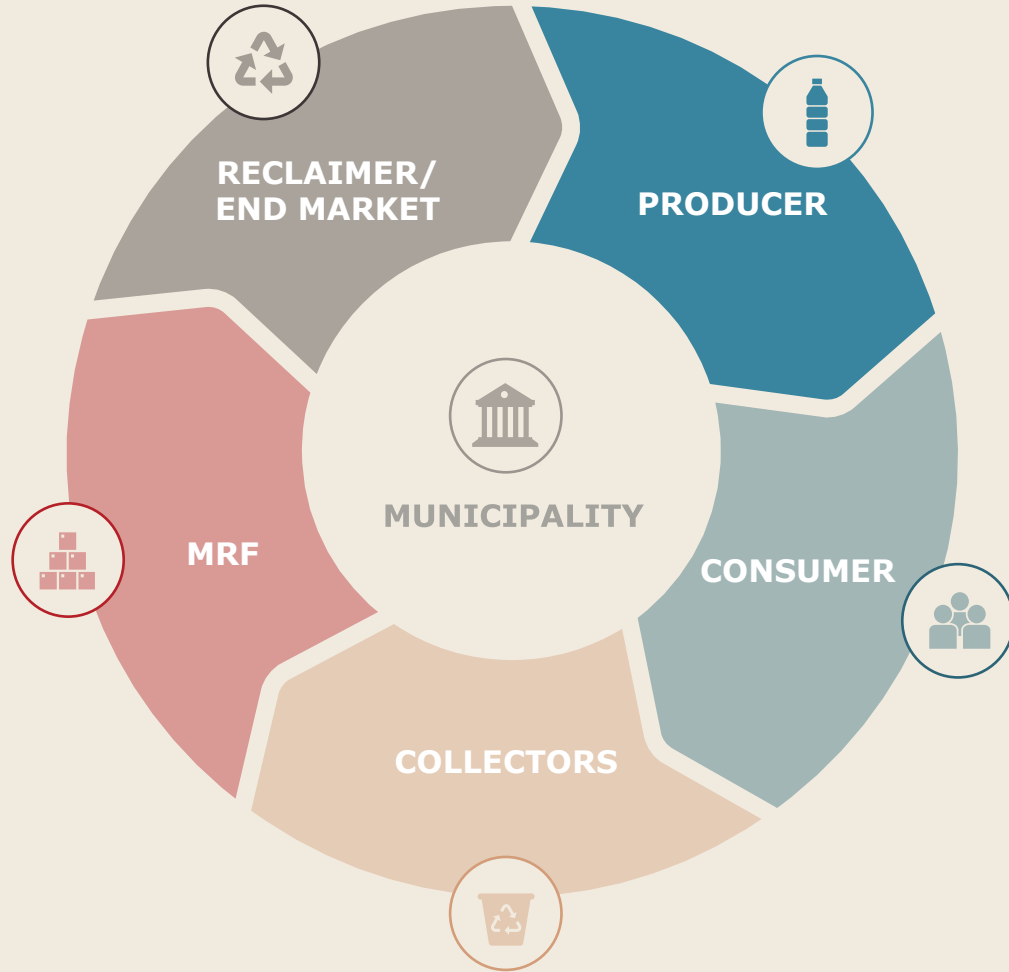 RECLAIMER/
END MARKET
PRODUCER
MUNICIPALITY
MRF
CONSUMER
COLLECTORS